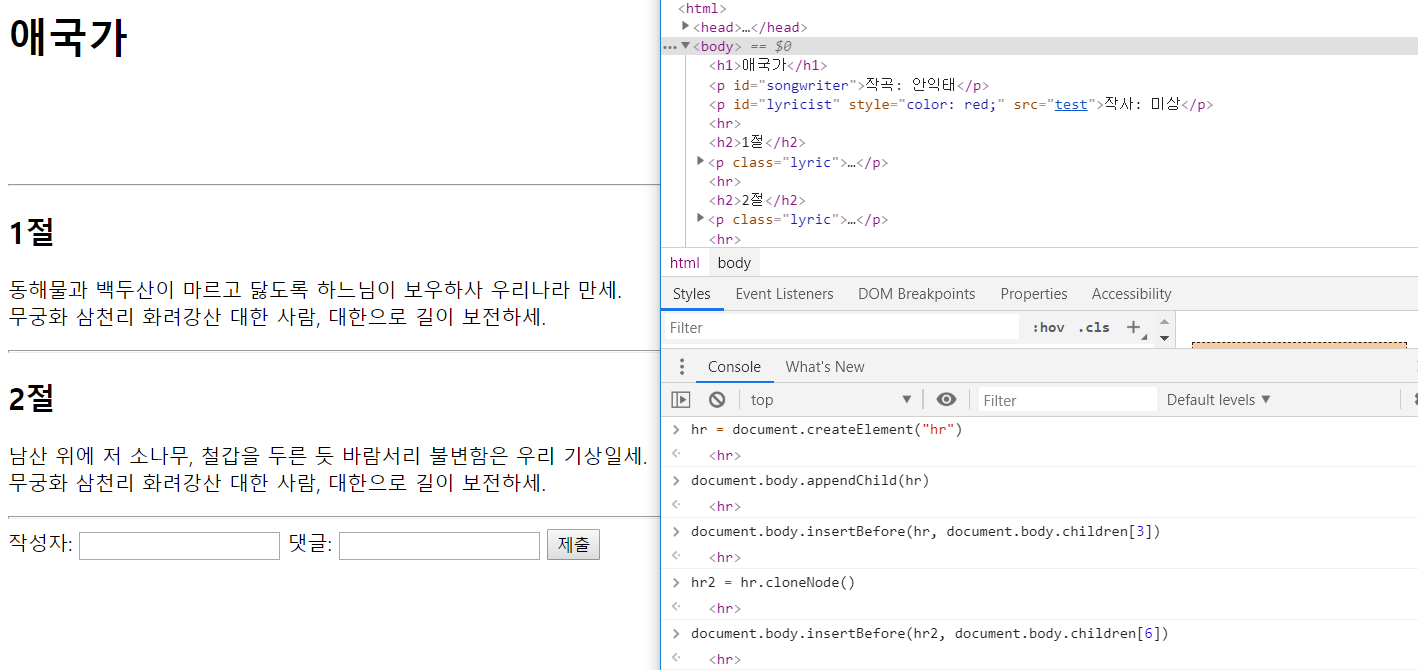 애국가
1절
동해물과 백두산이 마르고 닳도록 하느님이 보우하사 우리나라 만세.
무궁화 삼천리 화려강산 대한 사람, 대한으로 길이 보전하세.
2절
남산 위에 저 소나무, 철갑을 두른 듯 바람서리 불변함은 우리 기상일세.
무궁화 삼천리 화려강산 대한 사람, 대한으로 길이 보전하세.
작성자: 댓글: 제출
<html>
<head>…</head>
<body> == $0
<h1>애국가</h1>
<p id="songwriter">작곡: 안익태</p>
<p id="lyricist" style="color: red;" src="test">작사: 미상</p>
<hr>
<h2>1절</h2>
<p class="lyric">…</p>
<hr>
<h2>2절</h2>
<p class="lyric">…</p>
<hr>
html body
Styles Event Listeners DOM Breakpoints Properties Accessibility
Filter :hov .cls +
Console What's New
top Filter Default levels
hr = document.createElement("hr")
<hr>
document.body.appendChild(hr)
<hr>
document.body.insertBefore(hr, document.body.children[3])
<hr>
hr2 = hr.cloneNode()
<hr>
document.body.insertBefore(hr2, document.body.children[6])
<hr>